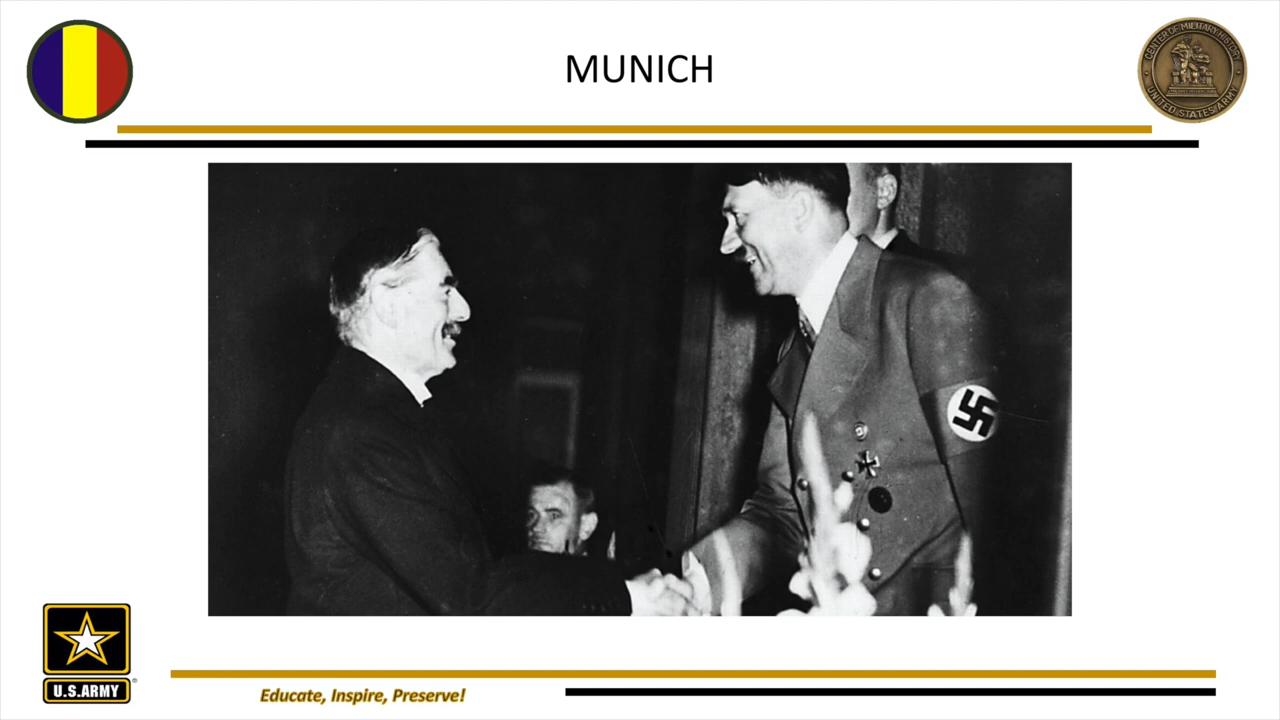 MUNICH
CENTER OF MILITARY HISTORY
UNITED STATES ARMY
U.S.ARMY
Educate, Inspire, Preserve!